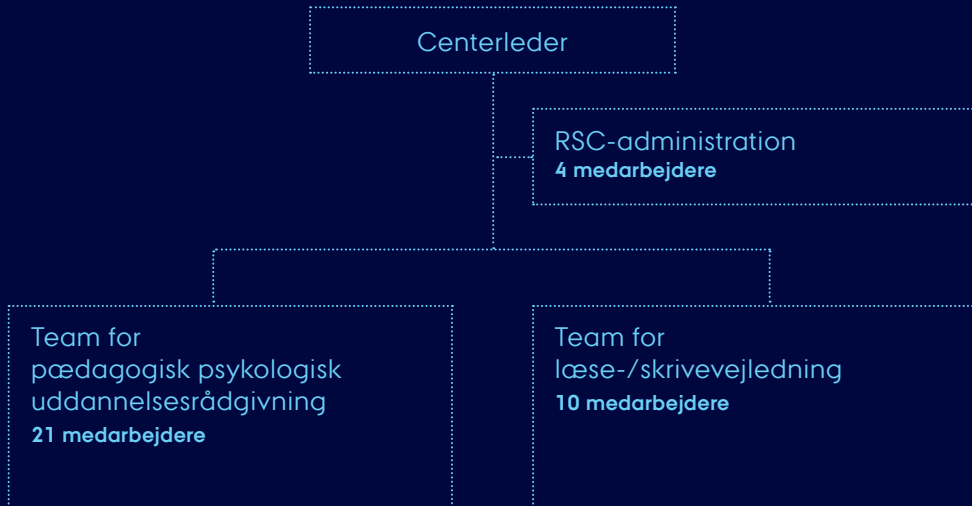 Centerleder
RSC-administration
4 medarbejdere
Team for
pædagogisk psykologisk
uddannelsesrådgivning
21 medarbejdere
Team for
læse-/skrivevejledning
10 medarbejdere